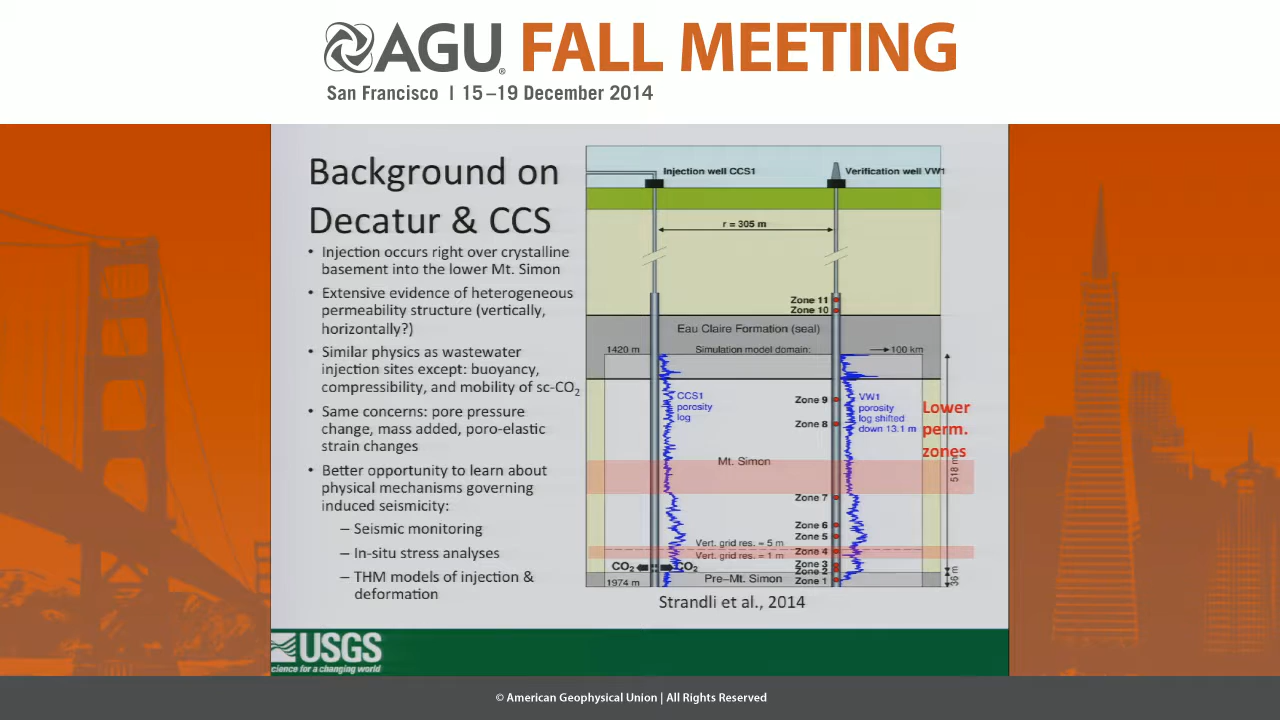 AGU FALL MEETING
San Francisco | 15–19 December 2014
Background on
Decatur & CCS
• Injection occurs right over crystalline
basement into the lower Mt. Simon
• Extensive evidence of heterogeneous
permeability structure (vertically,
horizontally?)
• Similar physics as wastewater
injection sites except: buoyancy,
compressibility, and mobility of sc-CO2
• Same concerns: pore pressure
change, mass added, poro-elastic
strain changes
• Better opportunity to learn about
physical mechanisms governing
induced seismicity:
– Seismic monitoring
– In-situ stress analyses
– THM models of injection &
deformation
Injection well CCS1
Verification well VW1
r = 305 m
Zone 11
Zone 10
Eau Claire Formation (seal)
1420 m
Simulation model domain:
100 km
CCS1
porosity
log
Zone 9
VW1
porosity
log shifted
down 13.1 m
Zone 8
Lower
perm.
zones
Mt. Simon
518 m
Zone 7
Zone 6
Zone 5
Vert. grid res. = 5 m
Zone 4
Vert. grid res. = 1 m
Zone 3
Zone 2
CO2
CO2
Zone 1
Pre–Mt. Simon
1974 m
36 m
Strandli et al., 2014
USGS
cience for a changing world
© American Geophysical Union | All Rights Reserved